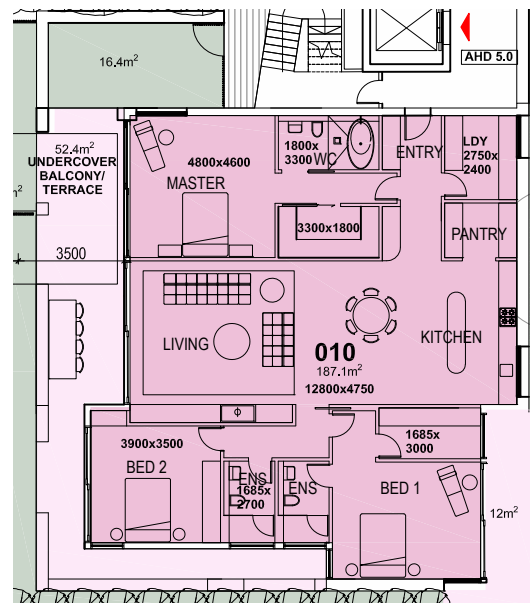 16.4m²
AHD 5.0
52.4m²
UNDERCOVER
BALCONY/
TERRACE
m²
3500
4800x4600
MASTER
1800x
3300
WC
ENTRY
LDY
2750x
2400
3300x1800
PANTRY
LIVING
KITCHEN
010
187.1m²
12800x4750
3900x3500
BED 2
ENS
1685x
2700
ENS
1685x
3000
BED 1
12m²